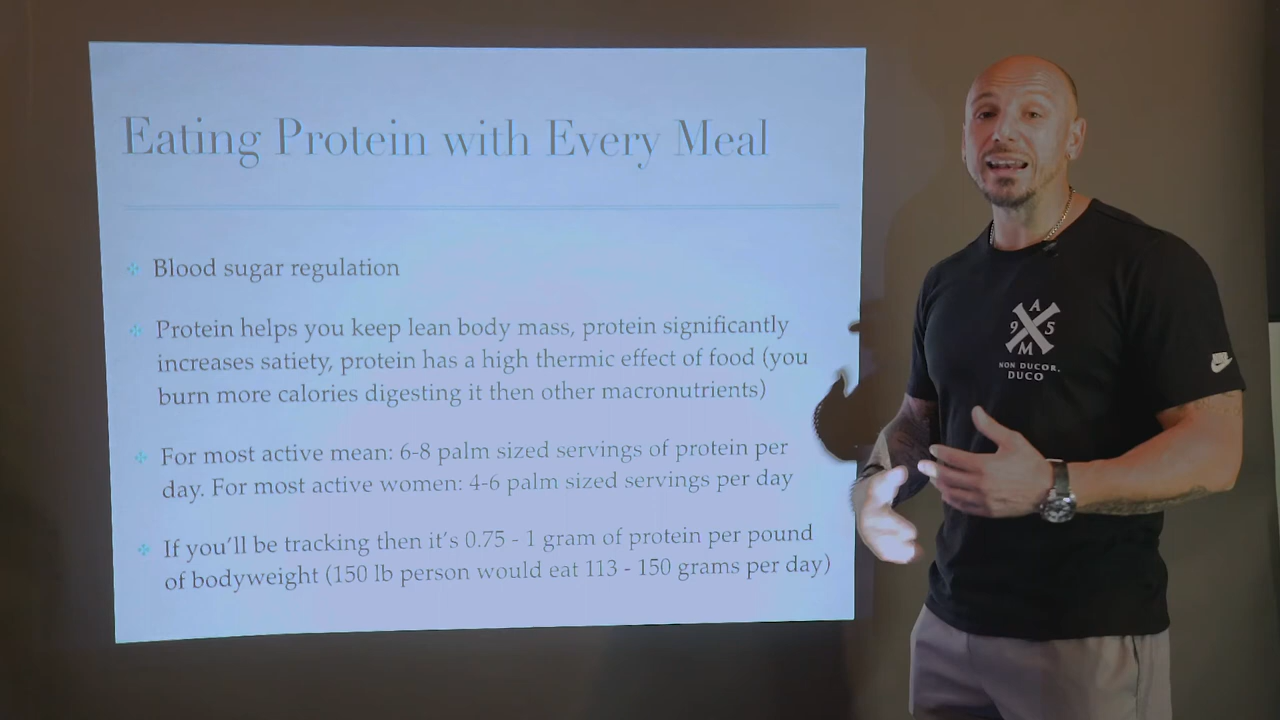 Eating Protein with Every Meal
Blood sugar regulation
Protein helps you keep lean body mass, protein significantly
increases satiety, protein has a high thermic effect of food (you
burn more calories digesting it then other macronutrients)
For most active mean: 6-8 palm sized servings of protein per
day. For most active women: 4-6 palm sized servings per day
If you'll be tracking then it's 0.75 - 1 gram of protein per pound
of bodyweight (150 lb person would eat 113 - 150 grams per day)
A
9 5
M
NON DUCOR,
DUCO